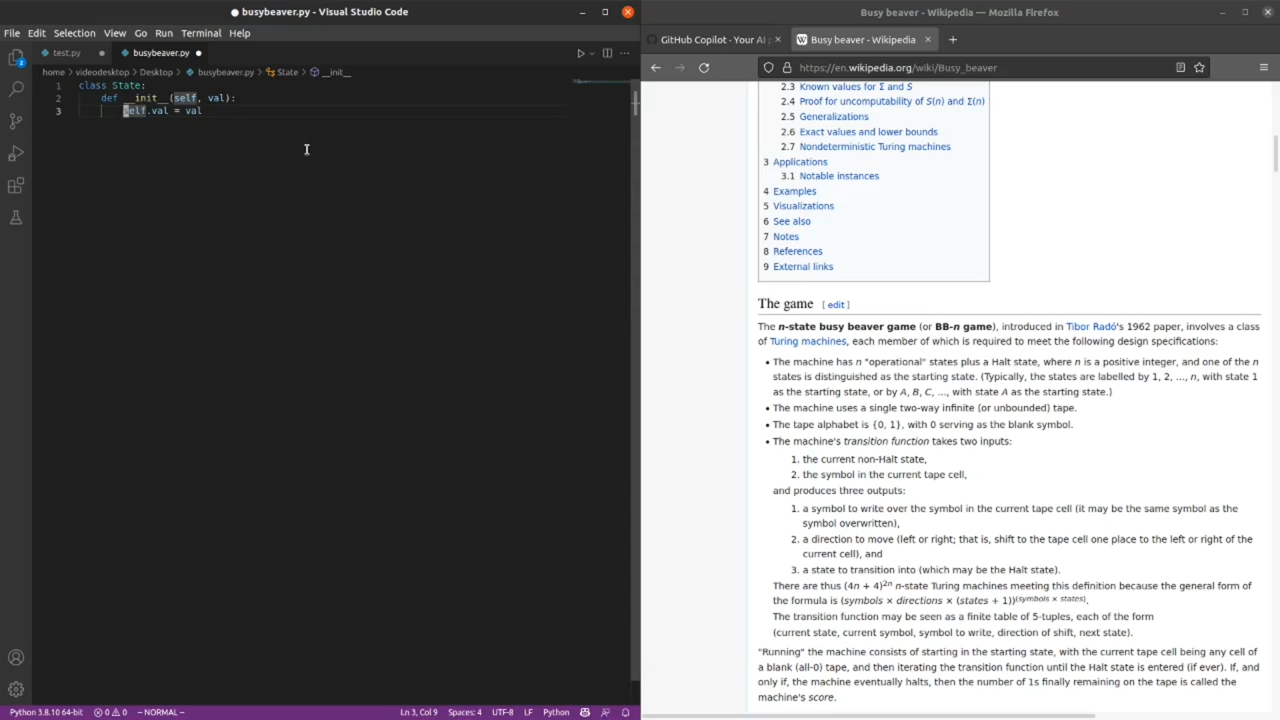 busybeaver.py - Visual Studio Code
File Edit Selection View Go Run Terminal Help
test.py
busybeaver.py
home > videodesktop > Desktop > busybeaver.py > State > __init__
1 class State:
2 def __init__(self, val):
3 self.val = val
2
Python 3.8.10 64-bit 0 0 -- NORMAL -- Ln 3, Col 9 Spaces: 4 UTF-8 LF Python
Busy beaver - Wikipedia — Mozilla Firefox
GitHub Copilot · Your AI p
Busy beaver - Wikipedia
https://en.wikipedia.org/wiki/Busy_beaver
2.3 Known values for Σ and S
2.4 Proof for uncomputability of S(n) and Σ(n)
2.5 Generalizations
2.6 Exact values and lower bounds
2.7 Nondeterministic Turing machines
3 Applications
3.1 Notable instances
4 Examples
5 Visualizations
6 See also
7 Notes
8 References
9 External links
The game [ edit ]
The n-state busy beaver game (or BB-n game), introduced in Tibor Radó's 1962 paper, involves a class
of Turing machines, each member of which is required to meet the following design specifications:
• The machine has n "operational" states plus a Halt state, where n is a positive integer, and one of the n
states is distinguished as the starting state. (Typically, the states are labelled by 1, 2, ..., n, with state 1
as the starting state, or by A, B, C, ..., with state A as the starting state.)
• The machine uses a single two-way infinite (or unbounded) tape.
• The tape alphabet is {0, 1}, with 0 serving as the blank symbol.
• The machine's transition function takes two inputs:
1. the current non-Halt state,
2. the symbol in the current tape cell,
and produces three outputs:
1. a symbol to write over the symbol in the current tape cell (it may be the same symbol as the
symbol overwritten),
2. a direction to move (left or right; that is, shift to the tape cell one place to the left or right of the
current cell), and
3. a state to transition into (which may be the Halt state).
There are thus (4n + 4)²ⁿ n-state Turing machines meeting this definition because the general form of
the formula is (symbols × directions × (states + 1))^(symbols × states).
The transition function may be seen as a finite table of 5-tuples, each of the form
(current state, current symbol, symbol to write, direction of shift, next state).
"Running" the machine consists of starting in the starting state, with the current tape cell being any cell of
a blank (all-0) tape, and then iterating the transition function until the Halt state is entered (if ever). If, and
only if, the machine eventually halts, then the number of 1s finally remaining on the tape is called the
machine's score.